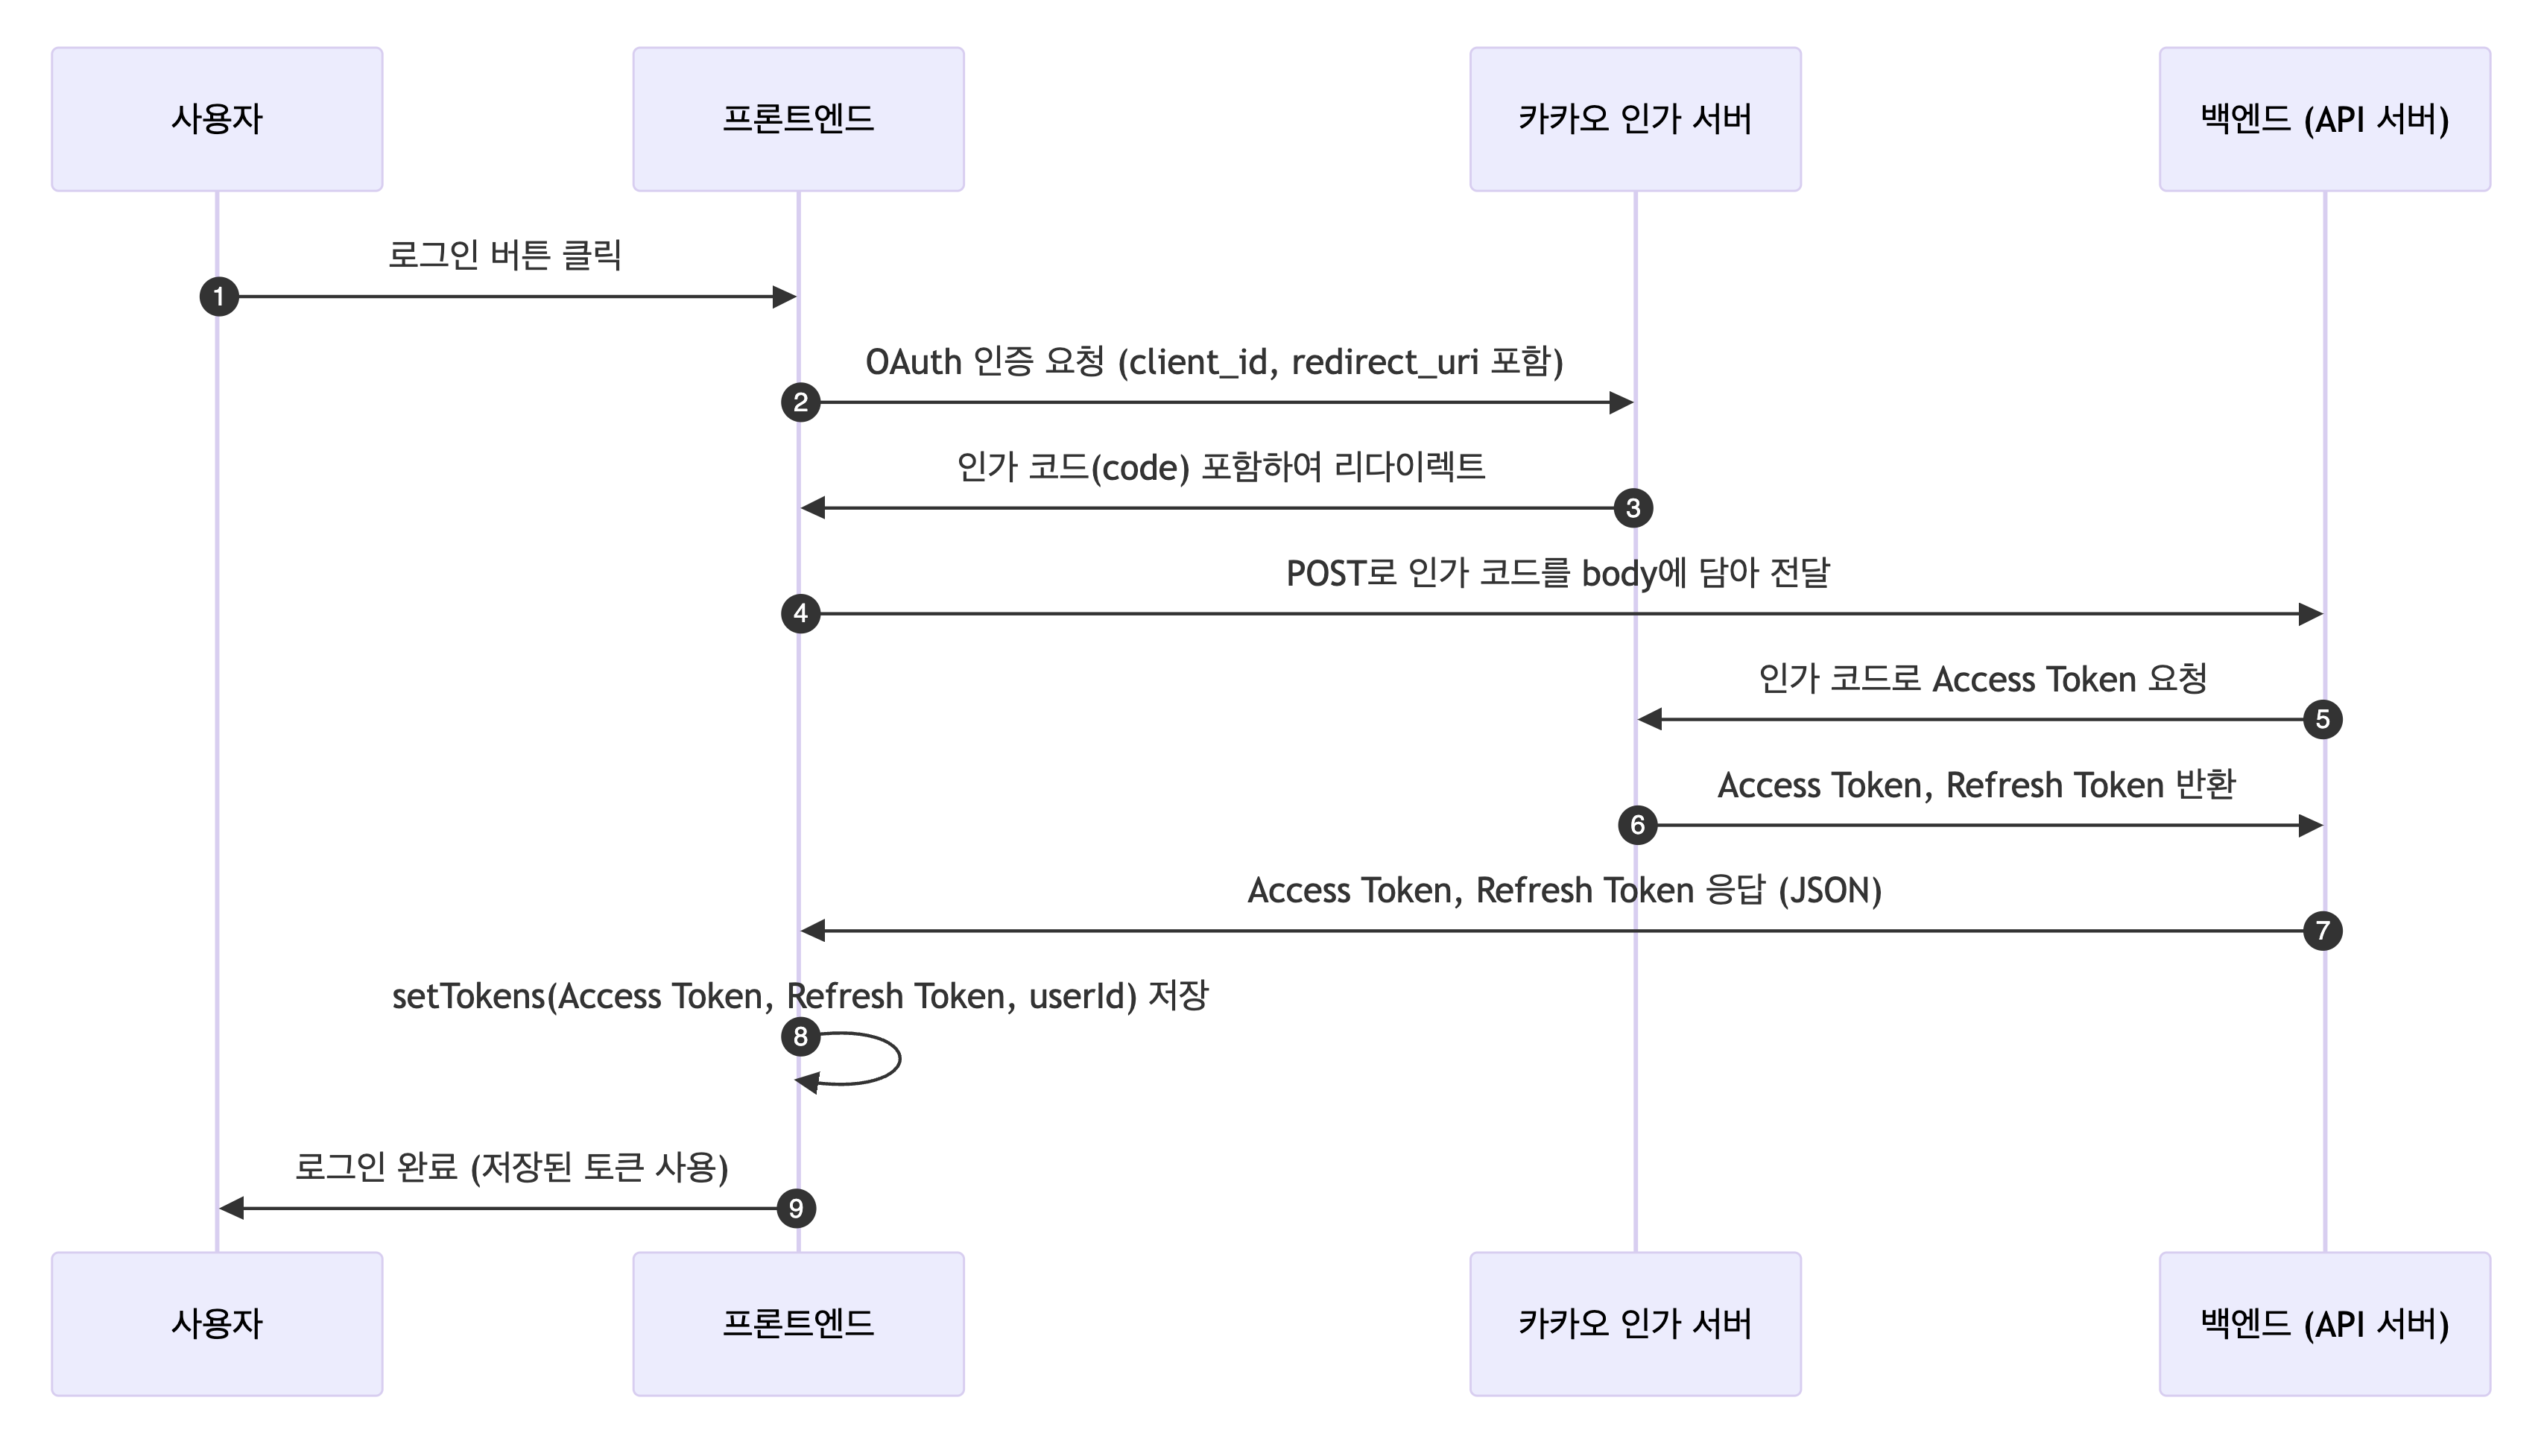 사용자
프론트엔드
카카오 인가 서버
백엔드 (API 서버)
로그인 버튼 클릭
1
OAuth 인증 요청 (client_id, redirect_uri 포함)
2
인가 코드(code) 포함하여 리다이렉트
3
POST로 인가 코드를 body에 담아 전달
4
인가 코드로 Access Token 요청
5
Access Token, Refresh Token 반환
6
Access Token, Refresh Token 응답 (JSON)
7
setTokens(Access Token, Refresh Token, userId) 저장
8
로그인 완료 (저장된 토큰 사용)
9
사용자
프론트엔드
카카오 인가 서버
백엔드 (API 서버)